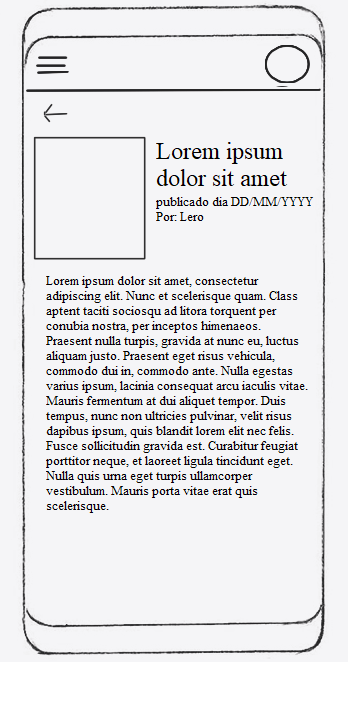 Lorem ipsum
dolor sit amet
publicado dia DD/MM/YYYY
Por: Lero
Lorem ipsum dolor sit amet, consectetur
adipiscing elit. Nunc et scelerisque quam. Class
aptent taciti sociosqu ad litora torquent per
conubia nostra, per inceptos himenaeos.
Praesent nulla turpis, gravida at nunc eu, luctus
aliquam justo. Praesent eget risus vehicula,
commodo dui in, commodo ante. Nulla egestas
varius ipsum, lacinia consequat arcu iaculis vitae.
Mauris fermentum at dui aliquet tempor. Duis
tempus, nunc non ultricies pulvinar, velit risus
dapibus ipsum, quis blandit lorem elit nec felis.
Fusce sollicitudin gravida est. Curabitur feugiat
porttitor neque, et laoreet ligula tincidunt eget.
Nulla quis urna eget turpis ullamcorper
vestibulum. Mauris porta vitae erat quis
scelerisque.